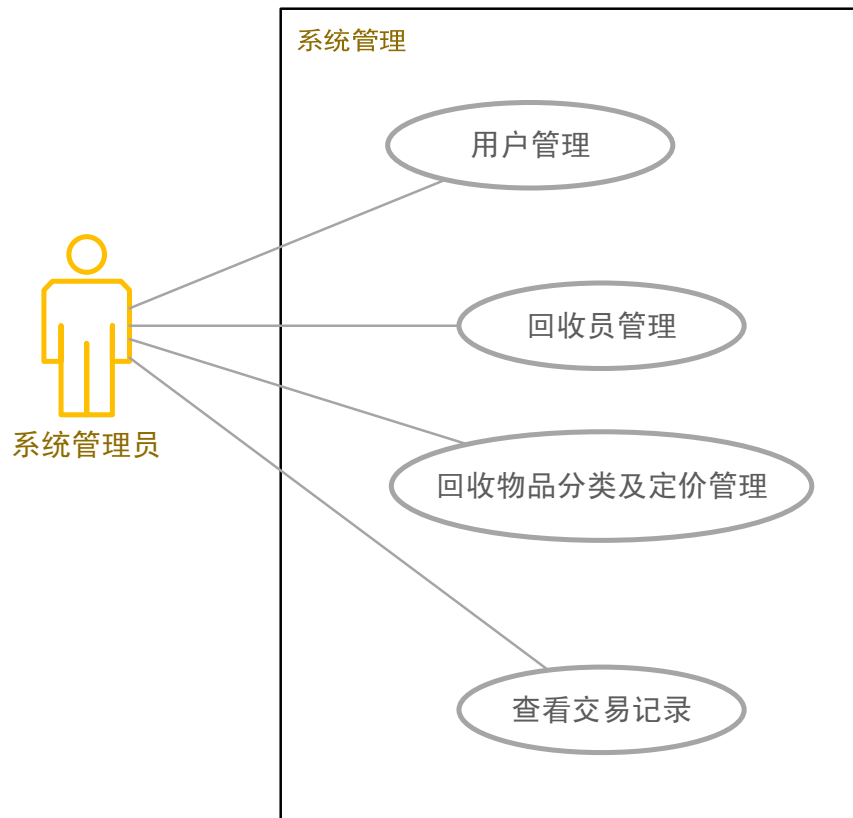 系统管理
用户管理
回收员管理
系统管理员
回收物品分类及定价管理
查看交易记录